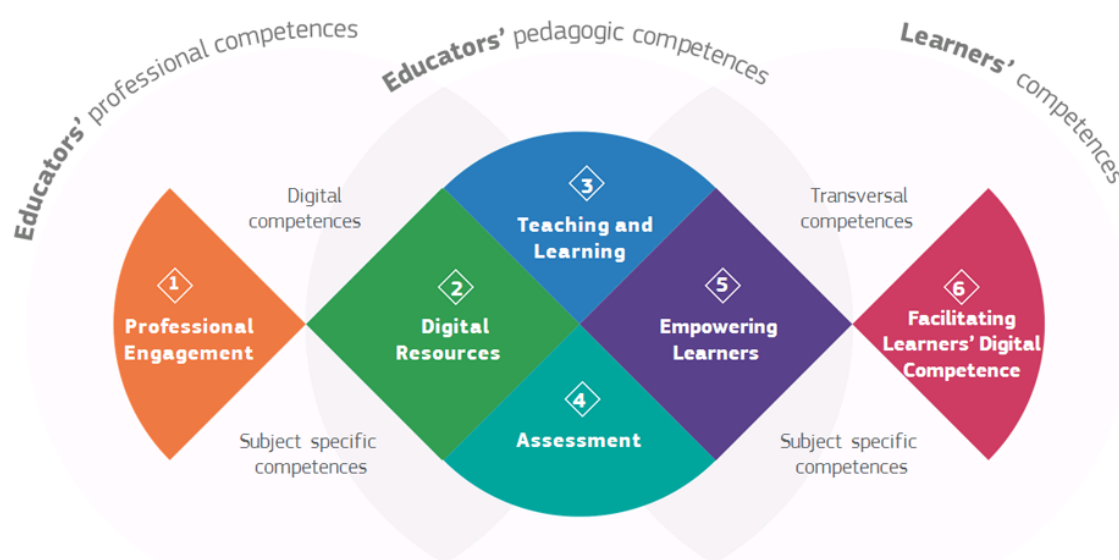 Educators' professional competences
Educators' pedagogic competences
Learners' competences
Digital
competences
Transversal
competences
1
Professional
Engagement
2
Digital
Resources
3
Teaching and
Learning
4
Assessment
5
Empowering
Learners
6
Facilitating
Learners' Digital
Competence
Subject specific
competences
Subject specific
competences